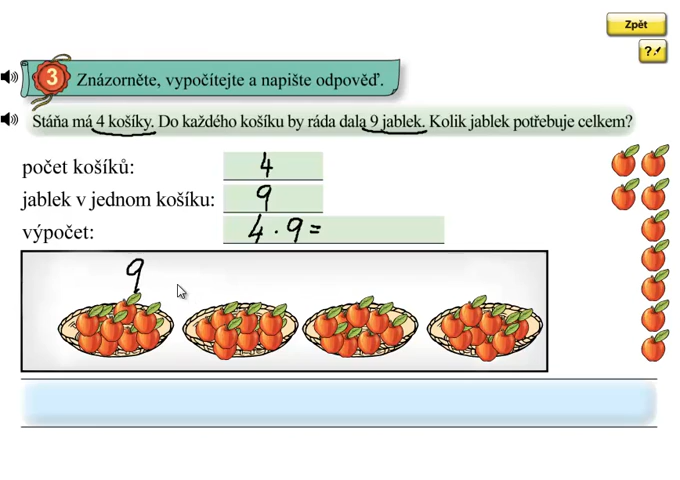 Zpět
?
3 Znázorněte, vypočítejte a napište odpověď.
Stáňa má 4 košíky. Do každého košíku by ráda dala 9 jablek. Kolik jablek potřebuje celkem?
počet košíků: 4
jablek v jednom košíku: 9
výpočet: 4 · 9 =
9